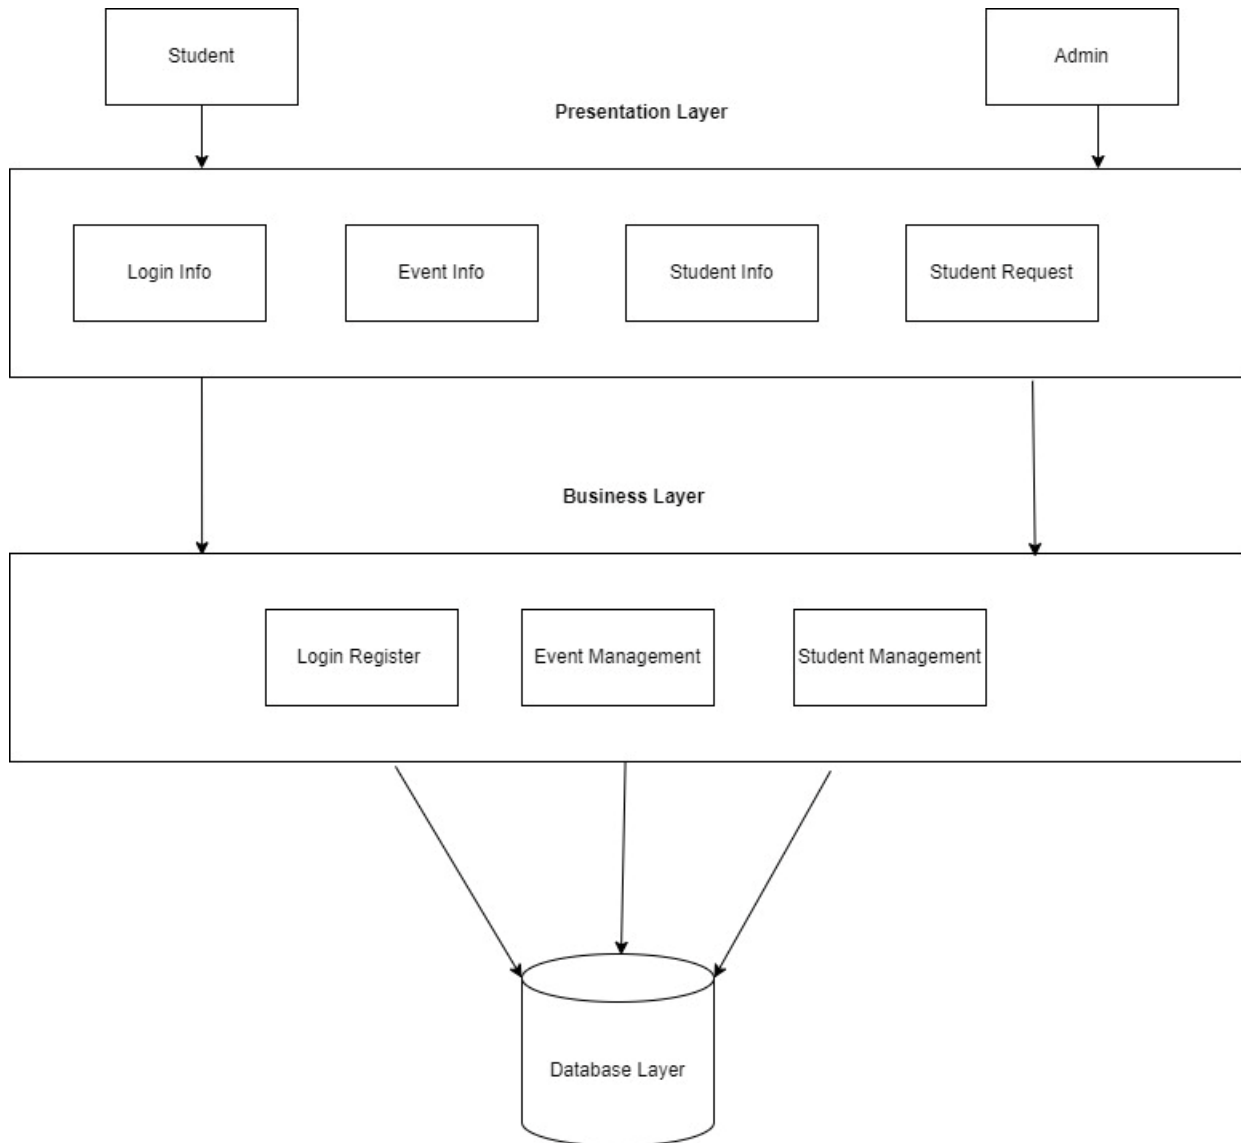 Student
Admin
Presentation Layer
Login Info
Event Info
Student Info
Student Request
Business Layer
Login Register
Event Management
Student Management
Database Layer